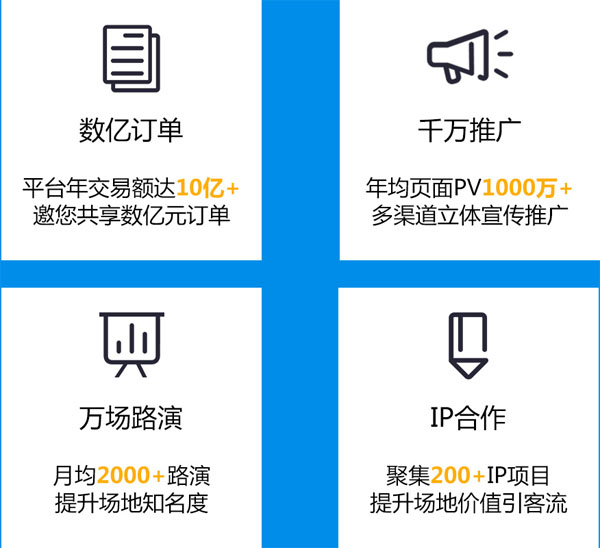 数亿订单
平台年交易额达10亿+
邀您共享数亿元订单
千万推广
年均页面PV1000万+
多渠道立体宣传推广
万场路演
月均2000+路演
提升场地知名度
IP合作
聚集200+IP项目
提升场地价值引客流